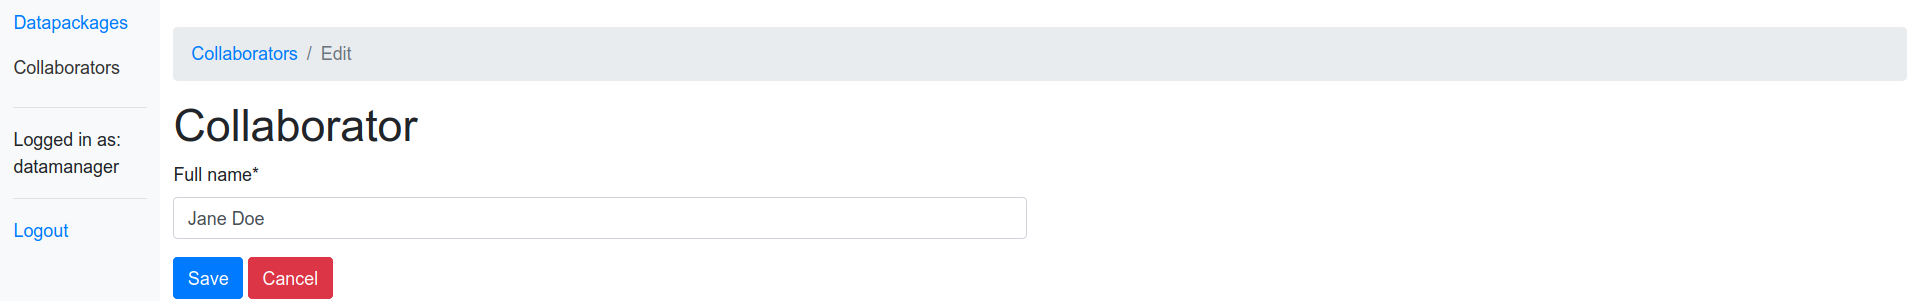 Datapackages
Collaborators
Logged in as:
datamanager
Logout
Collaborators / Edit
Collaborator
Full name*
Jane Doe
Save Cancel